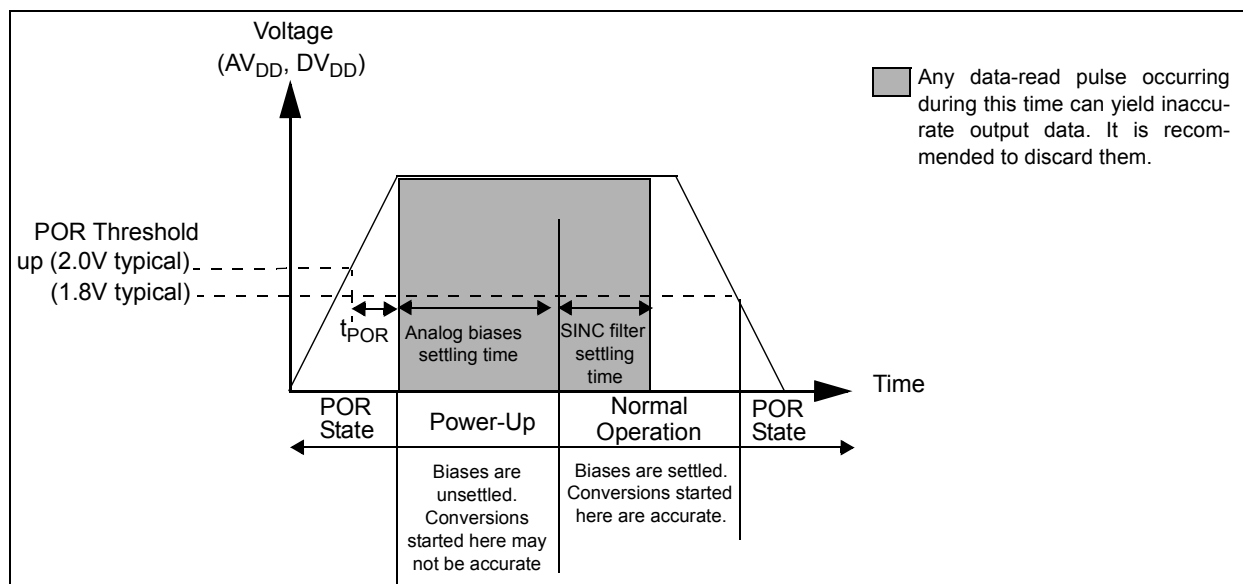 Voltage
(AVDD, DVDD)
Any data-read pulse occurring
during this time can yield inaccu-
rate output data. It is recom-
mended to discard them.
POR Threshold
up (2.0V typical)
(1.8V typical)
tPOR
Analog biases
settling time
SINC filter
settling
time
Time
POR
State
Power-Up
Normal
Operation
POR
State
Biases are
unsettled.
Conversions
started here may
not be accurate
Biases are settled.
Conversions started
here are accurate.